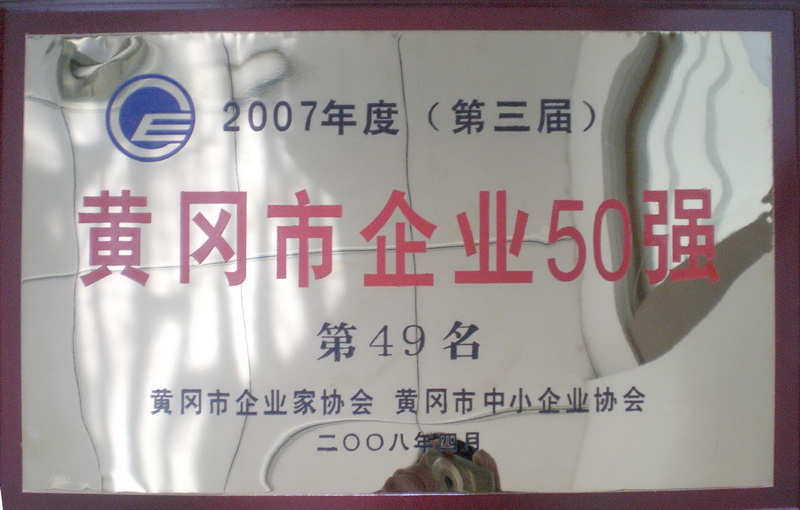 2007年度（第三届）
黄冈市企业50强
第49名
黄冈市企业家协会 黄冈市中小企业协会
二〇〇八年四月